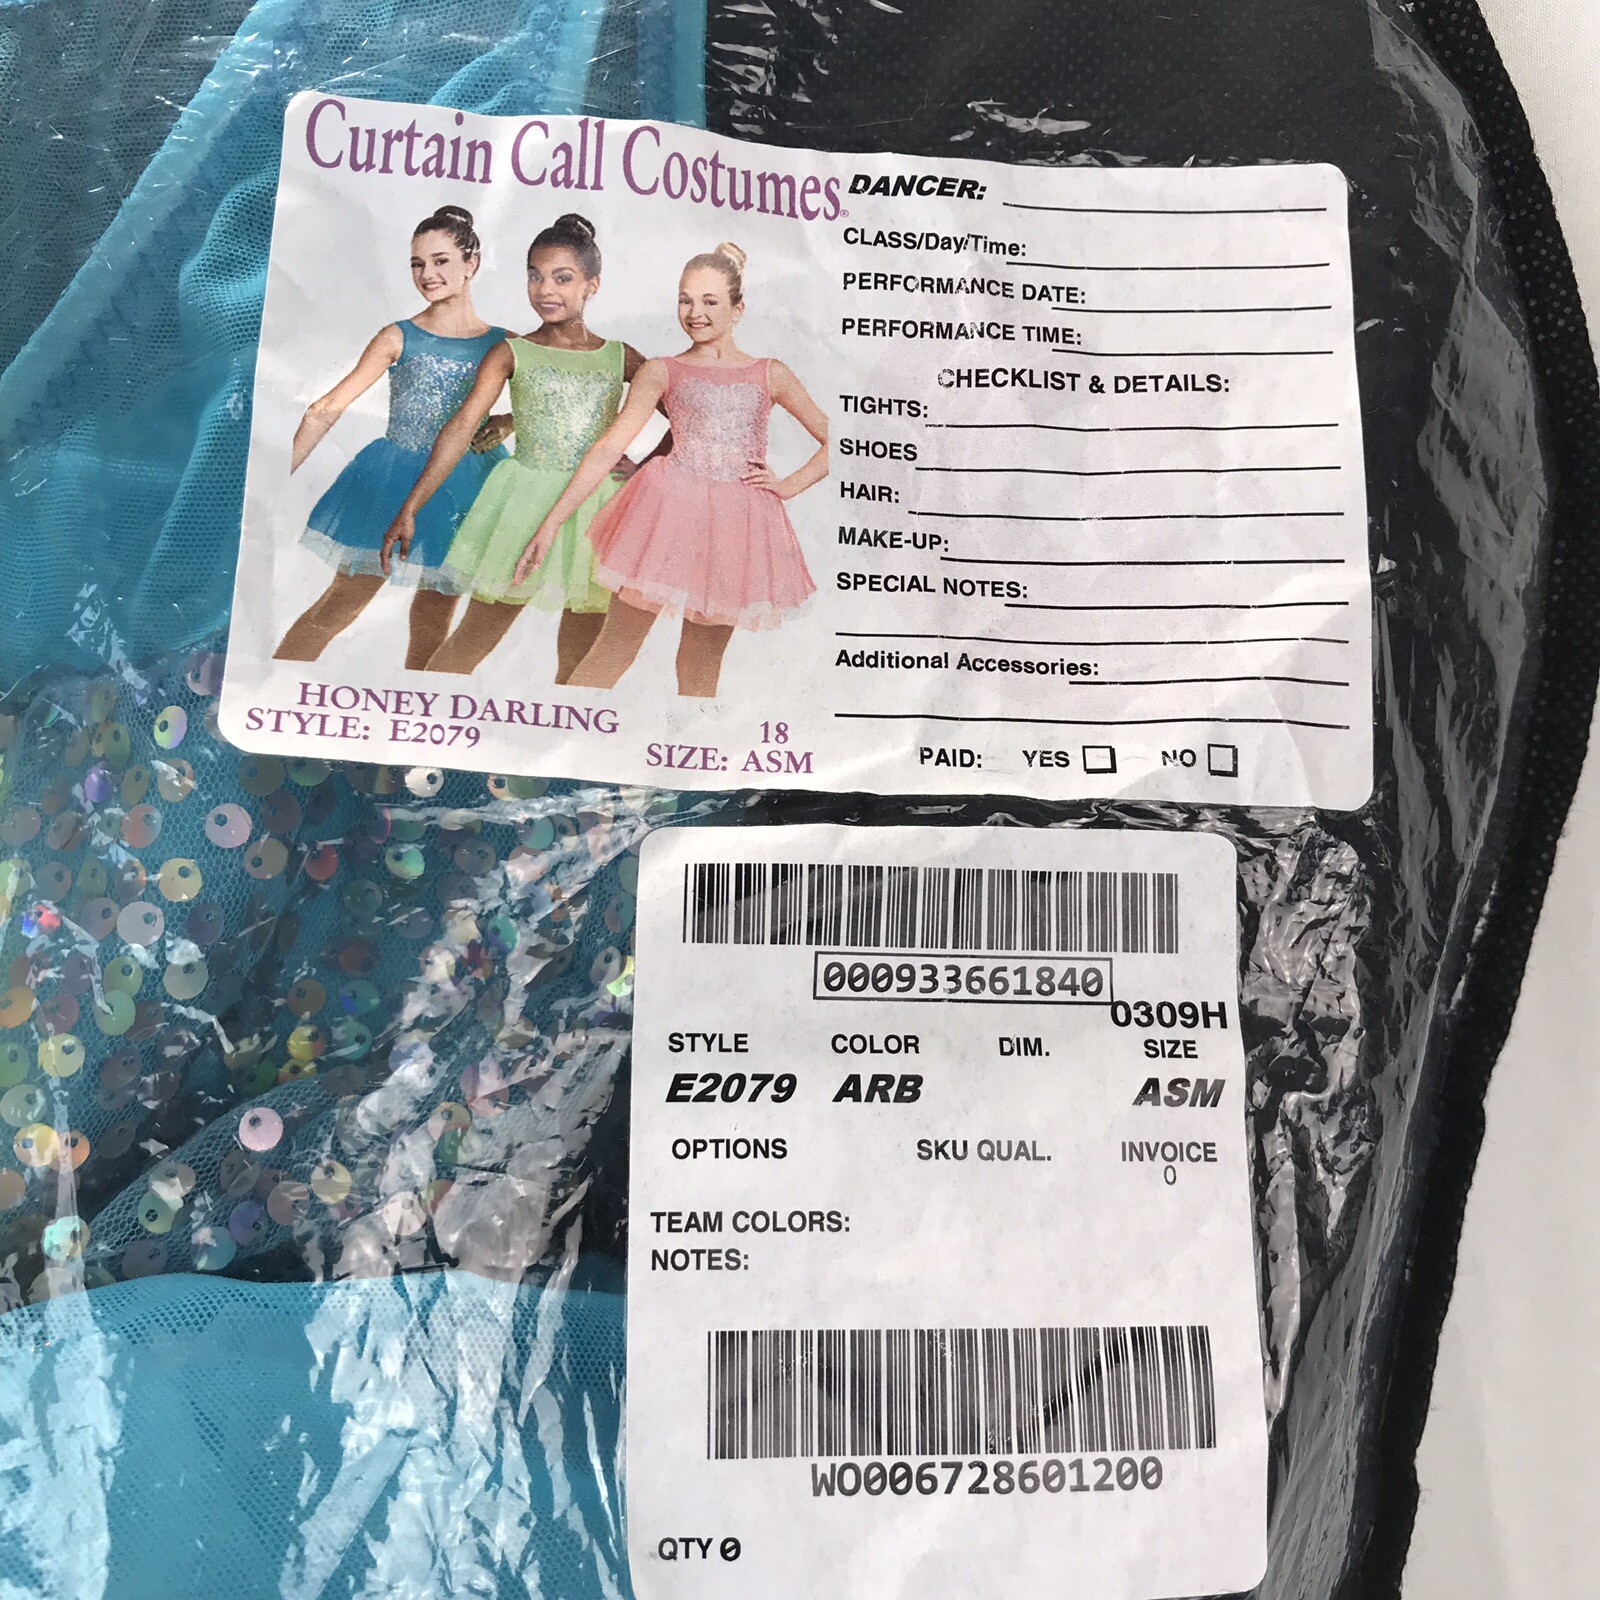 Curtain Call Costumes®
DANCER:
CLASS/Day/Time:
PERFORMANCE DATE:
PERFORMANCE TIME:
CHECKLIST & DETAILS:
TIGHTS:
SHOES
HAIR:
MAKE-UP:
SPECIAL NOTES:
Additional Accessories:
PAID: YES NO
HONEY DARLING
STYLE: E2079
18
SIZE: ASM
000933661840
0309H
STYLE COLOR DIM. SIZE
E2079 ARB ASM
OPTIONS SKU QUAL. INVOICE
0
TEAM COLORS:
NOTES:
WO006728601200
QTY 0